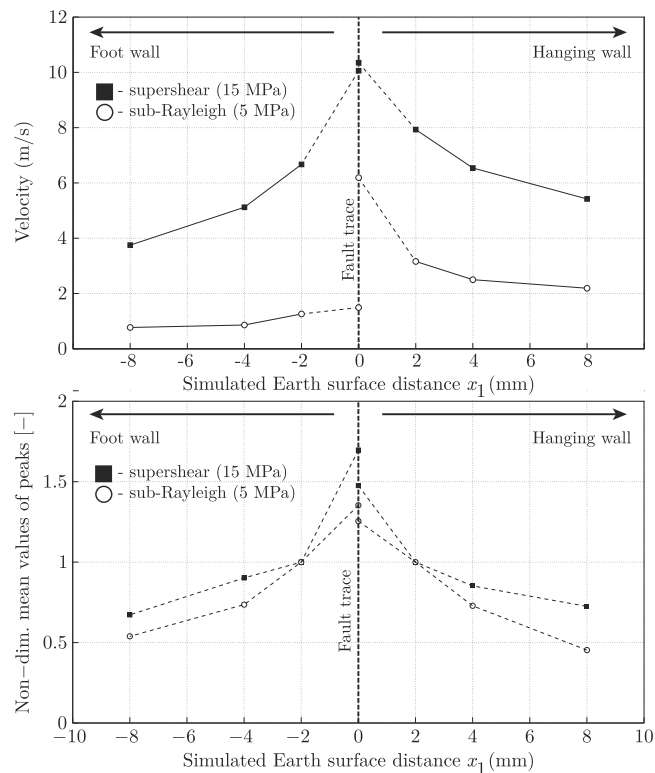 12
10
8
6
4
2
0
Velocity (m/s)
Foot wall
Hanging wall
■ - supershear (15 MPa)
○ - sub-Rayleigh (5 MPa)
Fault trace
-8 -6 -4 -2 0 2 4 6 8
Simulated Earth surface distance x1 (mm)
2
1.5
1
0.5
0
Non−dim. mean values of peaks [−]
Foot wall
Hanging wall
■ - supershear (15 MPa)
○ - sub-Rayleigh (5 MPa)
Fault trace
−10 −8 −6 −4 −2 0 2 4 6 8 10
Simulated Earth surface distance x1 (mm)